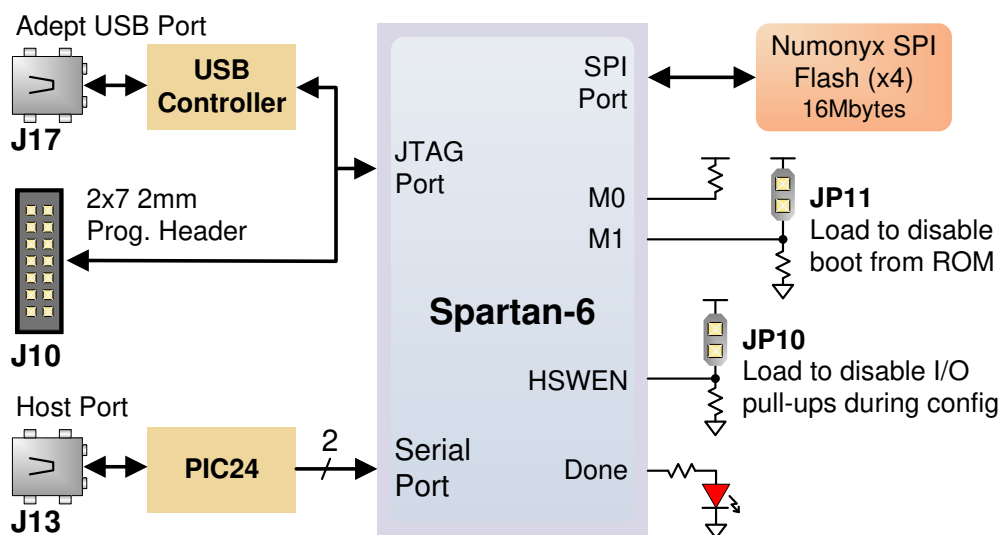 Adept USB Port
USB
Controller
J17
2x7 2mm
Prog. Header
J10
Host Port
PIC24
2
J13
SPI
Port
JTAG
Port
M0
M1
Spartan-6
HSWEN
Serial
Port
Done
Numonyx SPI
Flash (x4)
16Mbytes
JP11
Load to disable
boot from ROM
JP10
Load to disable I/O
pull-ups during config